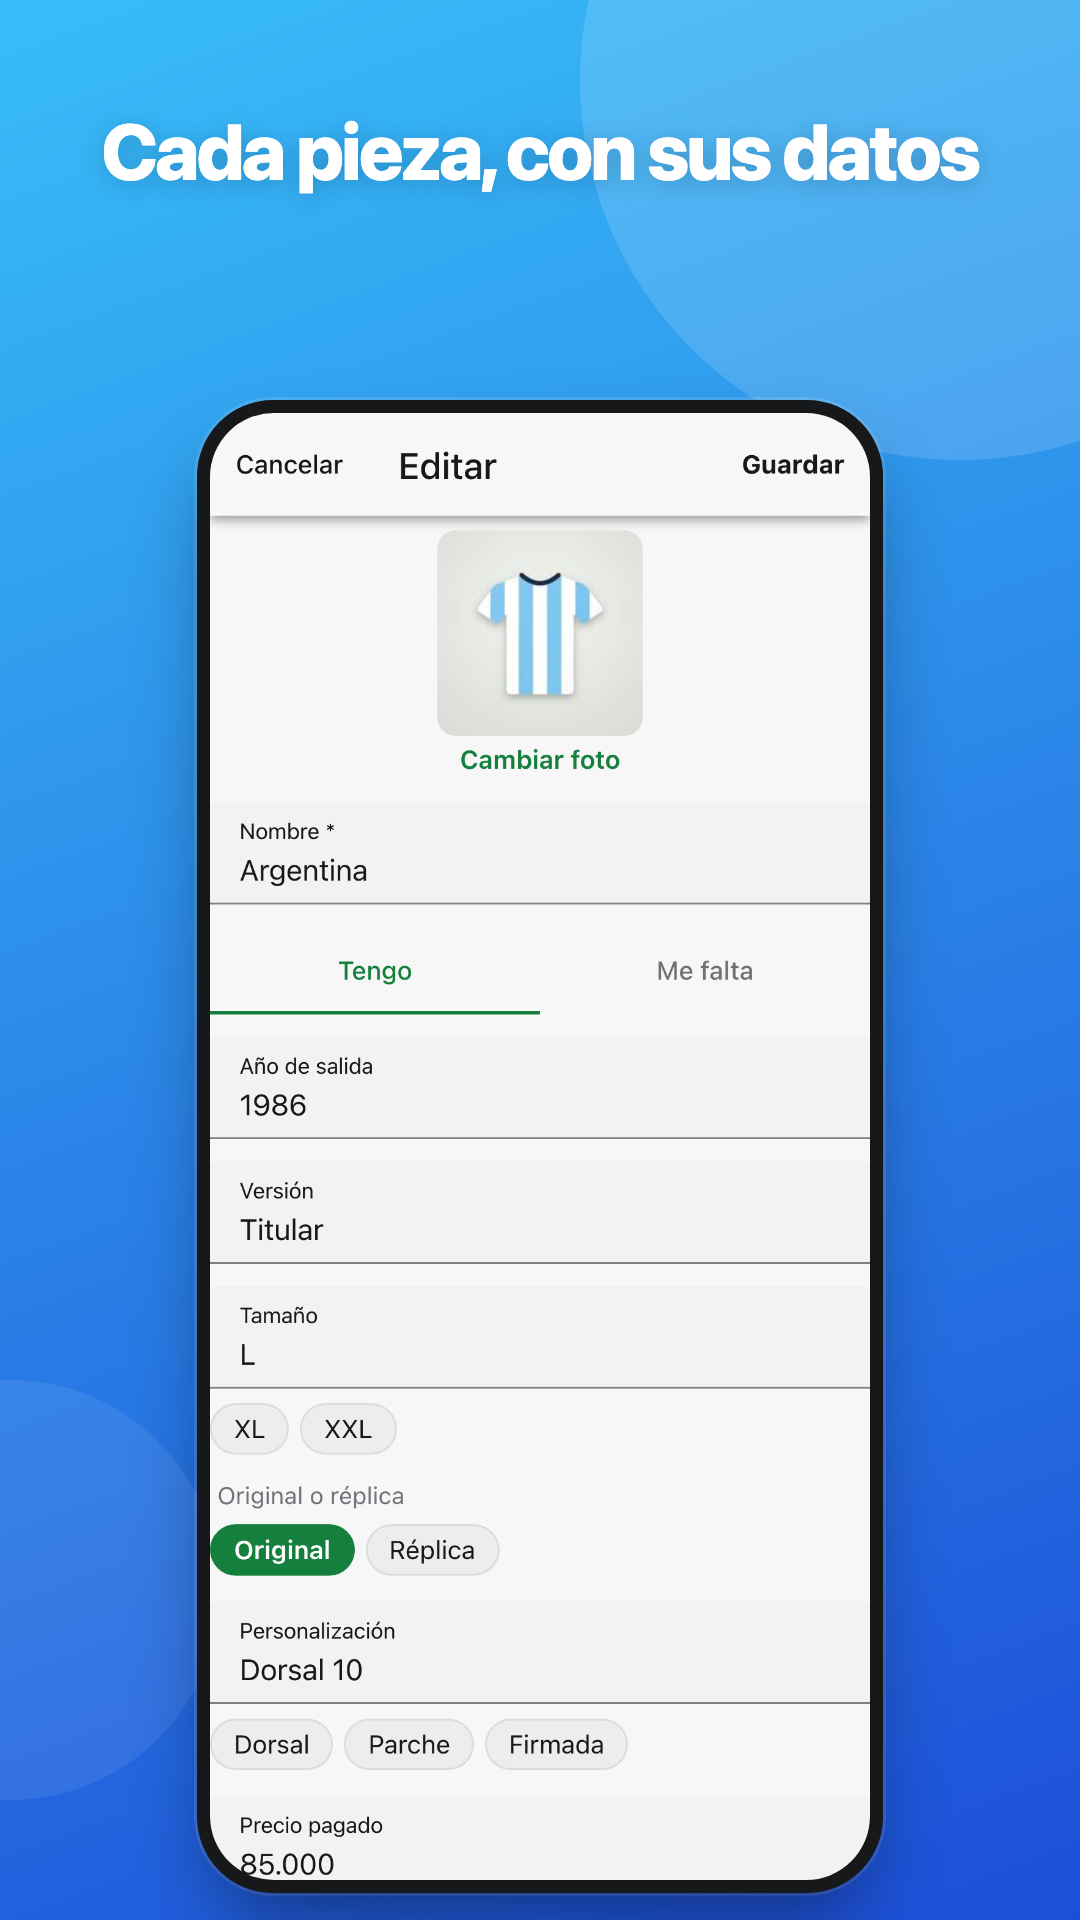 Cada pieza, con sus datos
Cancelar Editar Guardar
Cambiar foto
Nombre *
Argentina
Tengo Me falta
Año de salida
1986
Versión
Titular
Tamaño
L
XL XXL
Original o réplica
Original Réplica
Personalización
Dorsal 10
Dorsal Parche Firmada
Precio pagado
85.000